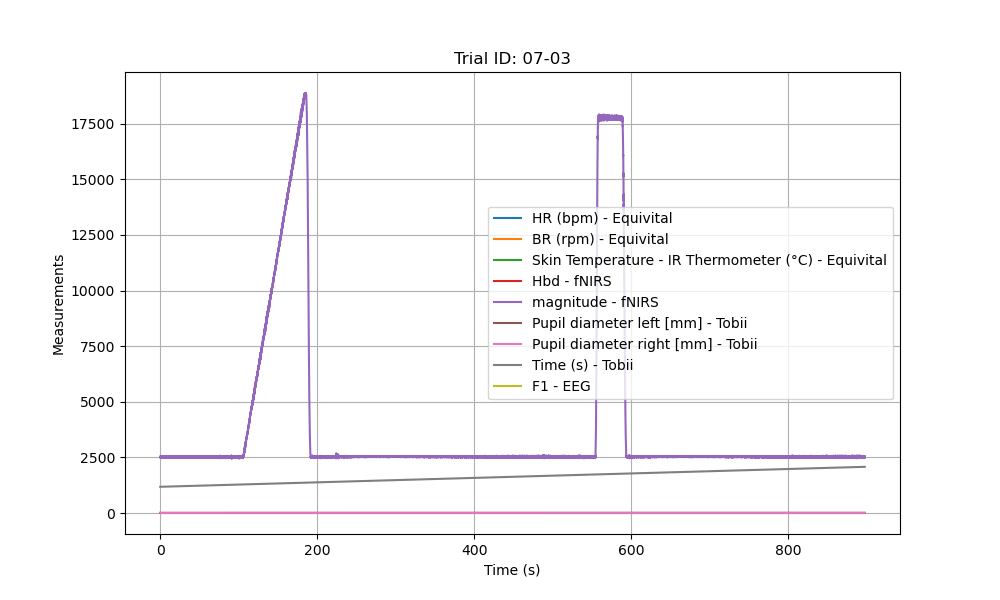 Trial ID: 07-03
17500
15000
12500
10000
7500
5000
2500
0
Measurements
HR (bpm) - Equivital
BR (rpm) - Equivital
Skin Temperature - IR Thermometer (°C) - Equivital
Hbd - fNIRS
magnitude - fNIRS
Pupil diameter left [mm] - Tobii
Pupil diameter right [mm] - Tobii
Time (s) - Tobii
F1 - EEG
0 200 400 600 800
Time (s)